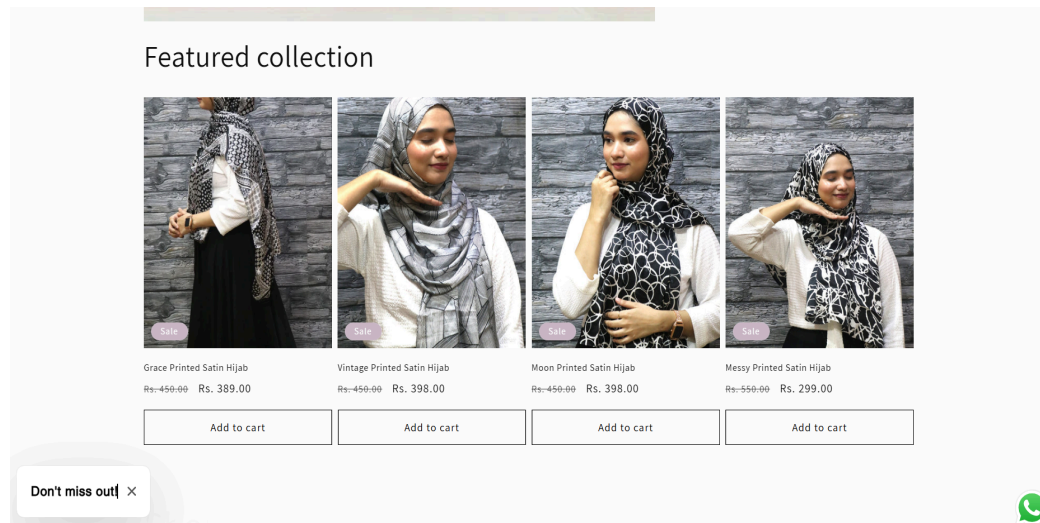 Featured collection
Sale Sale Sale Sale
Grace Printed Satin Hijab Vintage Printed Satin Hijab Moon Printed Satin Hijab Messy Printed Satin Hijab
Rs. 450.00 Rs. 389.00 Rs. 450.00 Rs. 398.00 Rs. 450.00 Rs. 398.00 Rs. 550.00 Rs. 299.00
Add to cart Add to cart Add to cart Add to cart
Don't miss out!